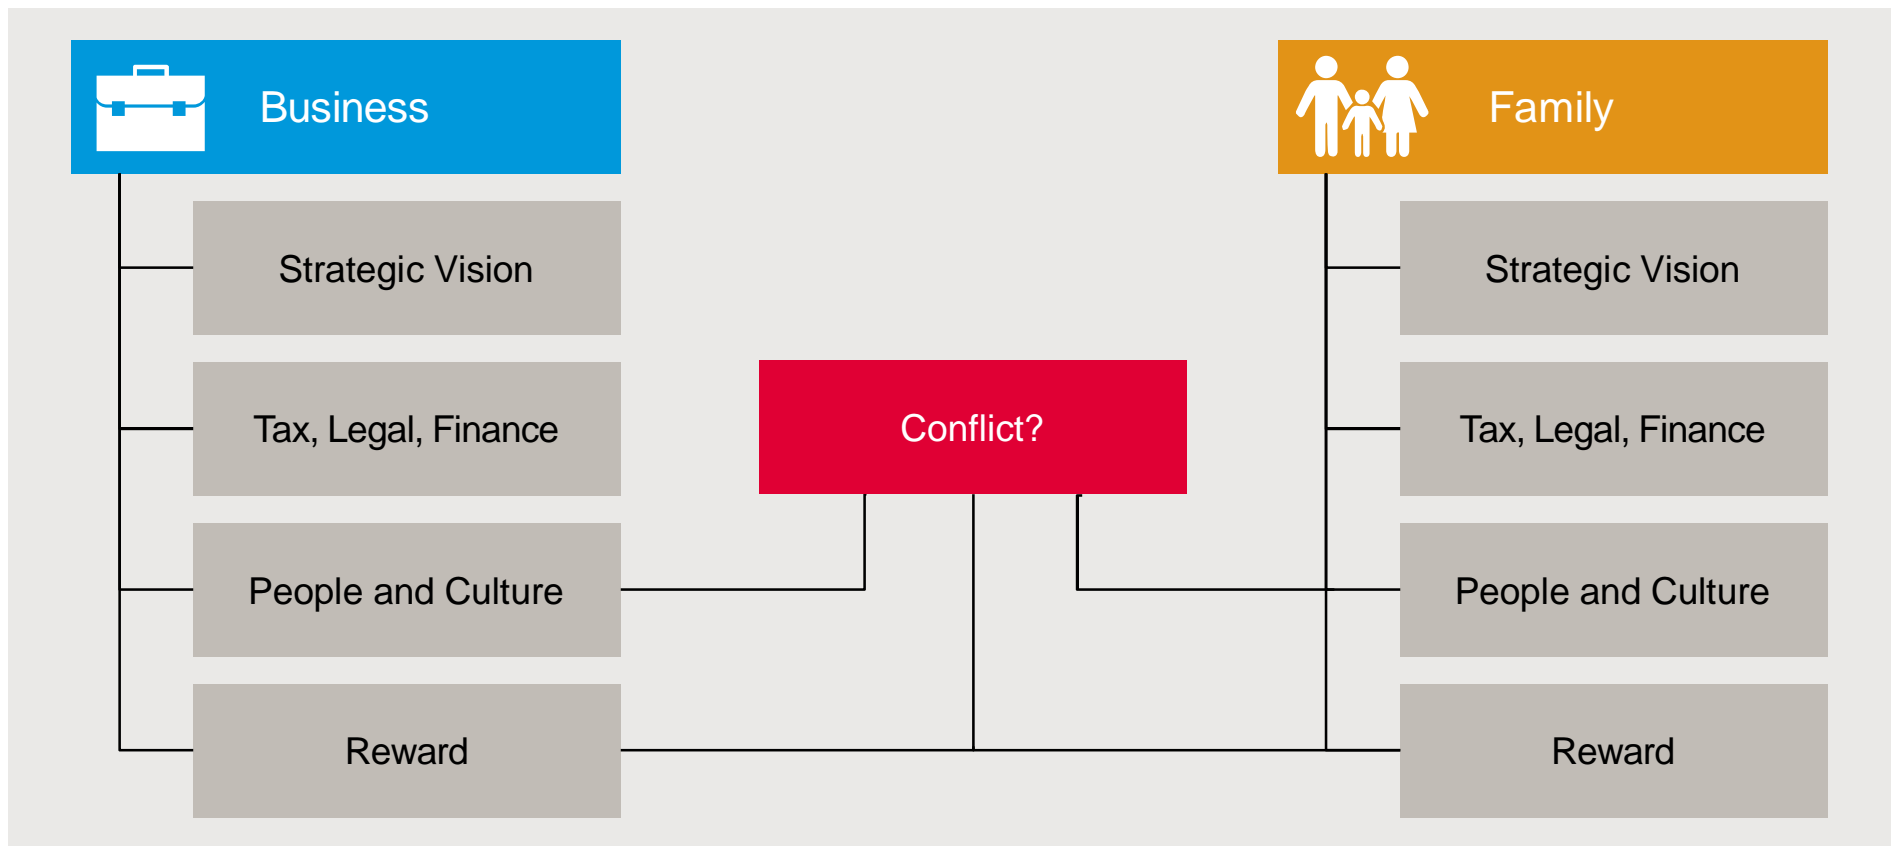 Business
Strategic Vision
Tax, Legal, Finance
People and Culture
Reward
Conflict?
Family
Strategic Vision
Tax, Legal, Finance
People and Culture
Reward